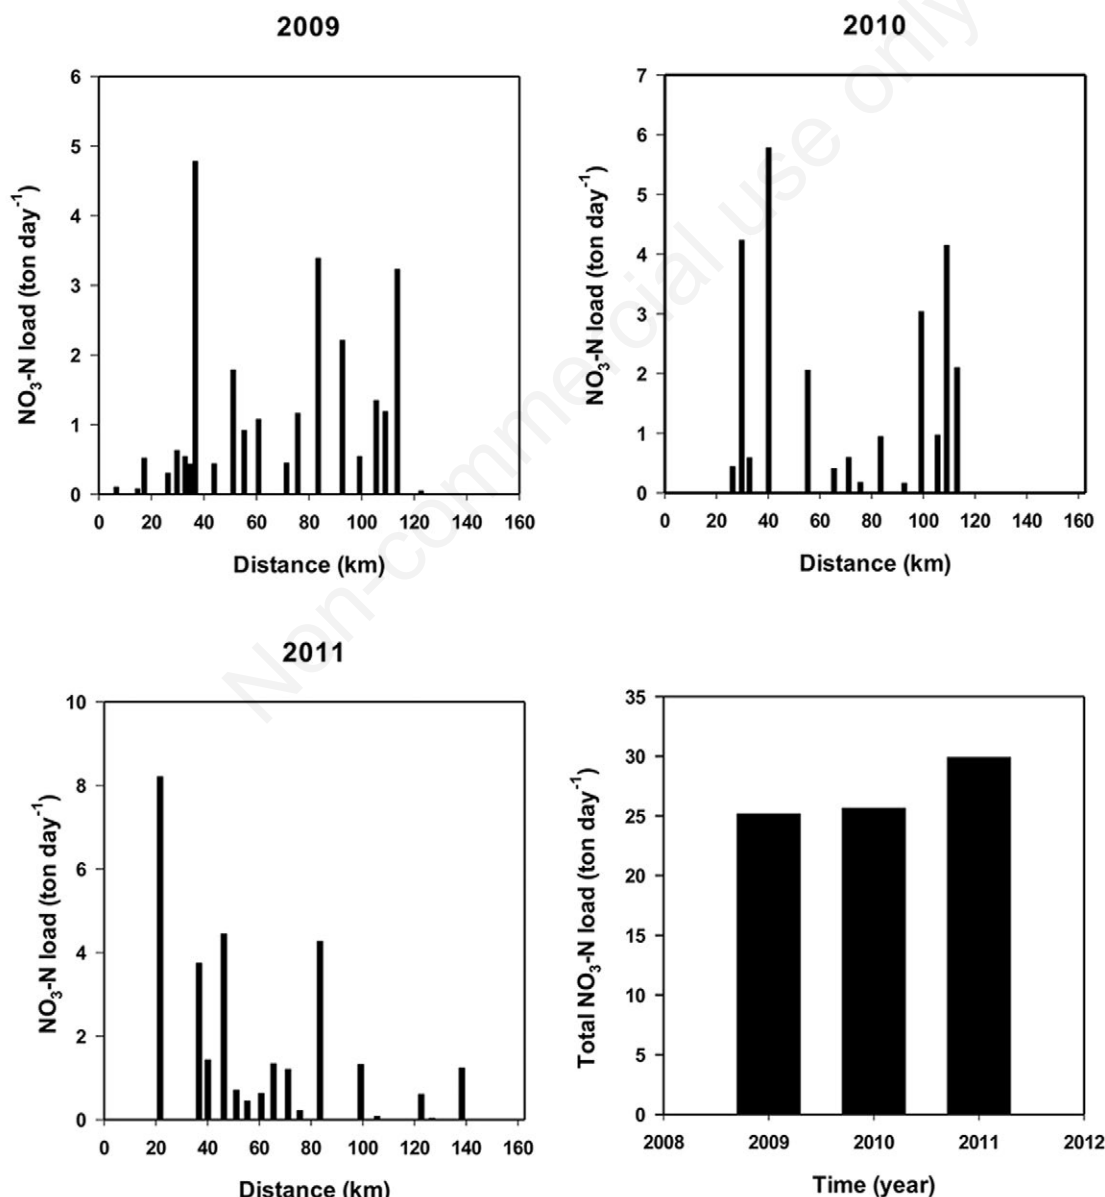 2009
6
5
4
3
2
1
0
NO3-N load (ton day-1)
0 20 40 60 80 100 120 140 160
Distance (km)
2010
7
6
5
4
3
2
1
0
NO3-N load (ton day-1)
0 20 40 60 80 100 120 140 160
Distance (km)
2011
10
8
6
4
2
0
NO3-N load (ton day-1)
0 20 40 60 80 100 120 140 160
Distance (km)
35
30
25
20
15
10
5
0
Total NO3-N load (ton day-1)
2008 2009 2010 2011 2012
Time (year)
Non-commercial use only